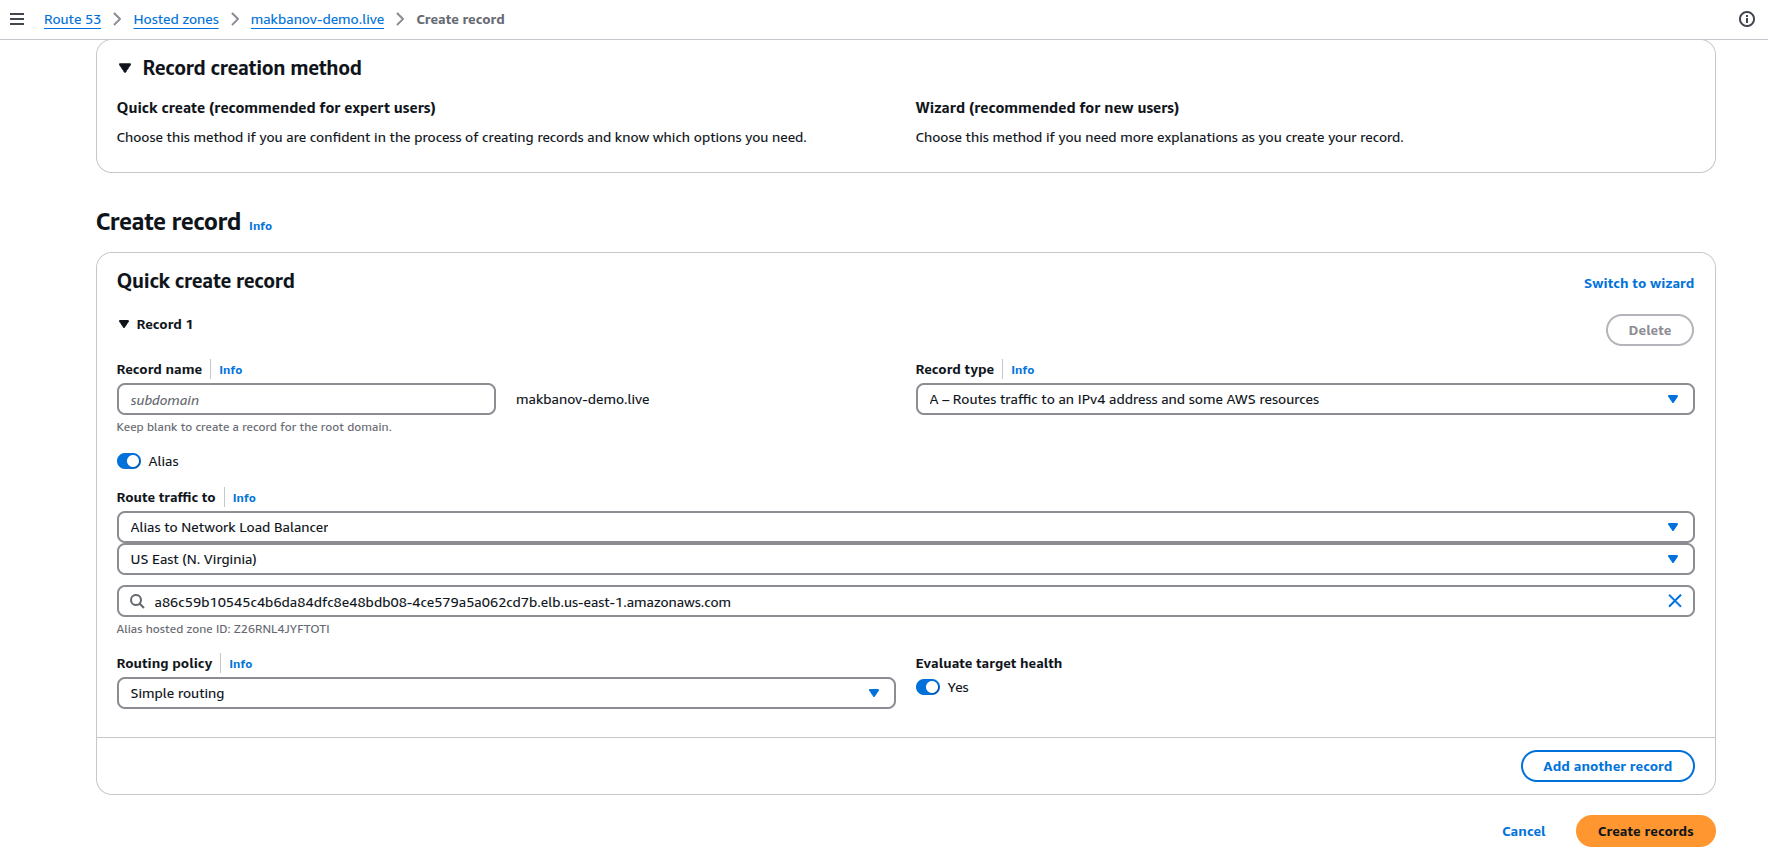 Route 53 > Hosted zones > makbanov-demo.live > Create record
Record creation method
Quick create (recommended for expert users)
Choose this method if you are confident in the process of creating records and know which options you need.
Wizard (recommended for new users)
Choose this method if you need more explanations as you create your record.
Create record Info
Quick create record
Switch to wizard
Record 1
Delete
Record name Info
subdomain
makbanov-demo.live
Keep blank to create a record for the root domain.
Record type Info
A – Routes traffic to an IPv4 address and some AWS resources
Alias
Route traffic to Info
Alias to Network Load Balancer
US East (N. Virginia)
a86c59b10545c4b6da84dfc8e48bdb08-4ce579a5a062cd7b.elb.us-east-1.amazonaws.com
Alias hosted zone ID: Z26RNL4JYFTOTI
Routing policy Info
Simple routing
Evaluate target health
Yes
Add another record
Cancel
Create records